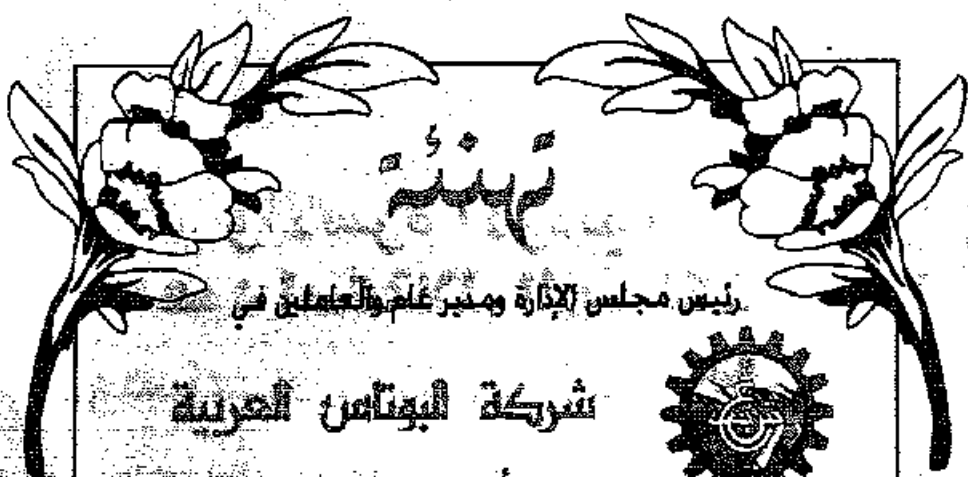 تهنئة
رئيس مجلس الإدارة ومدير عام والعاملين في
شركة البوتاس العربية